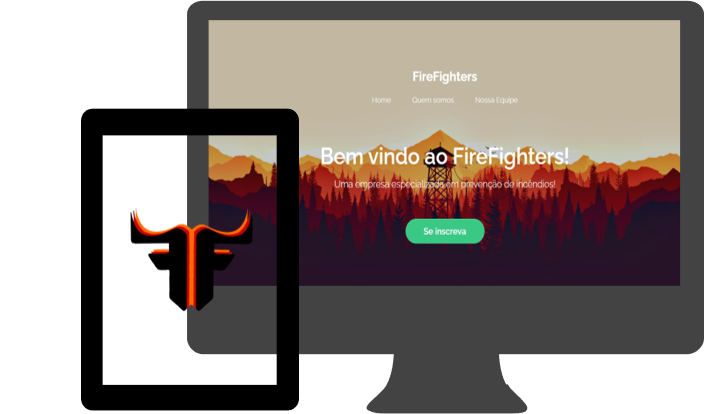 FireFighters
Home Quem somos Nossa Equipe
Bem vindo ao FireFighters!
Uma empresa especializada em prevenção de incêndios!
Se inscreva